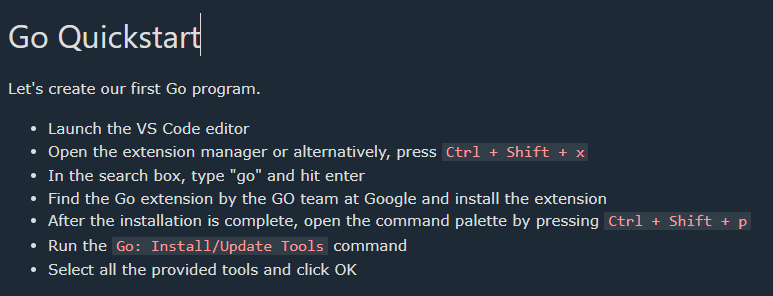 Go Quickstart
Let's create our first Go program.
• Launch the VS Code editor
• Open the extension manager or alternatively, press Ctrl + Shift + x
• In the search box, type "go" and hit enter
• Find the Go extension by the GO team at Google and install the extension
• After the installation is complete, open the command palette by pressing Ctrl + Shift + p
• Run the Go: Install/Update Tools command
• Select all the provided tools and click OK